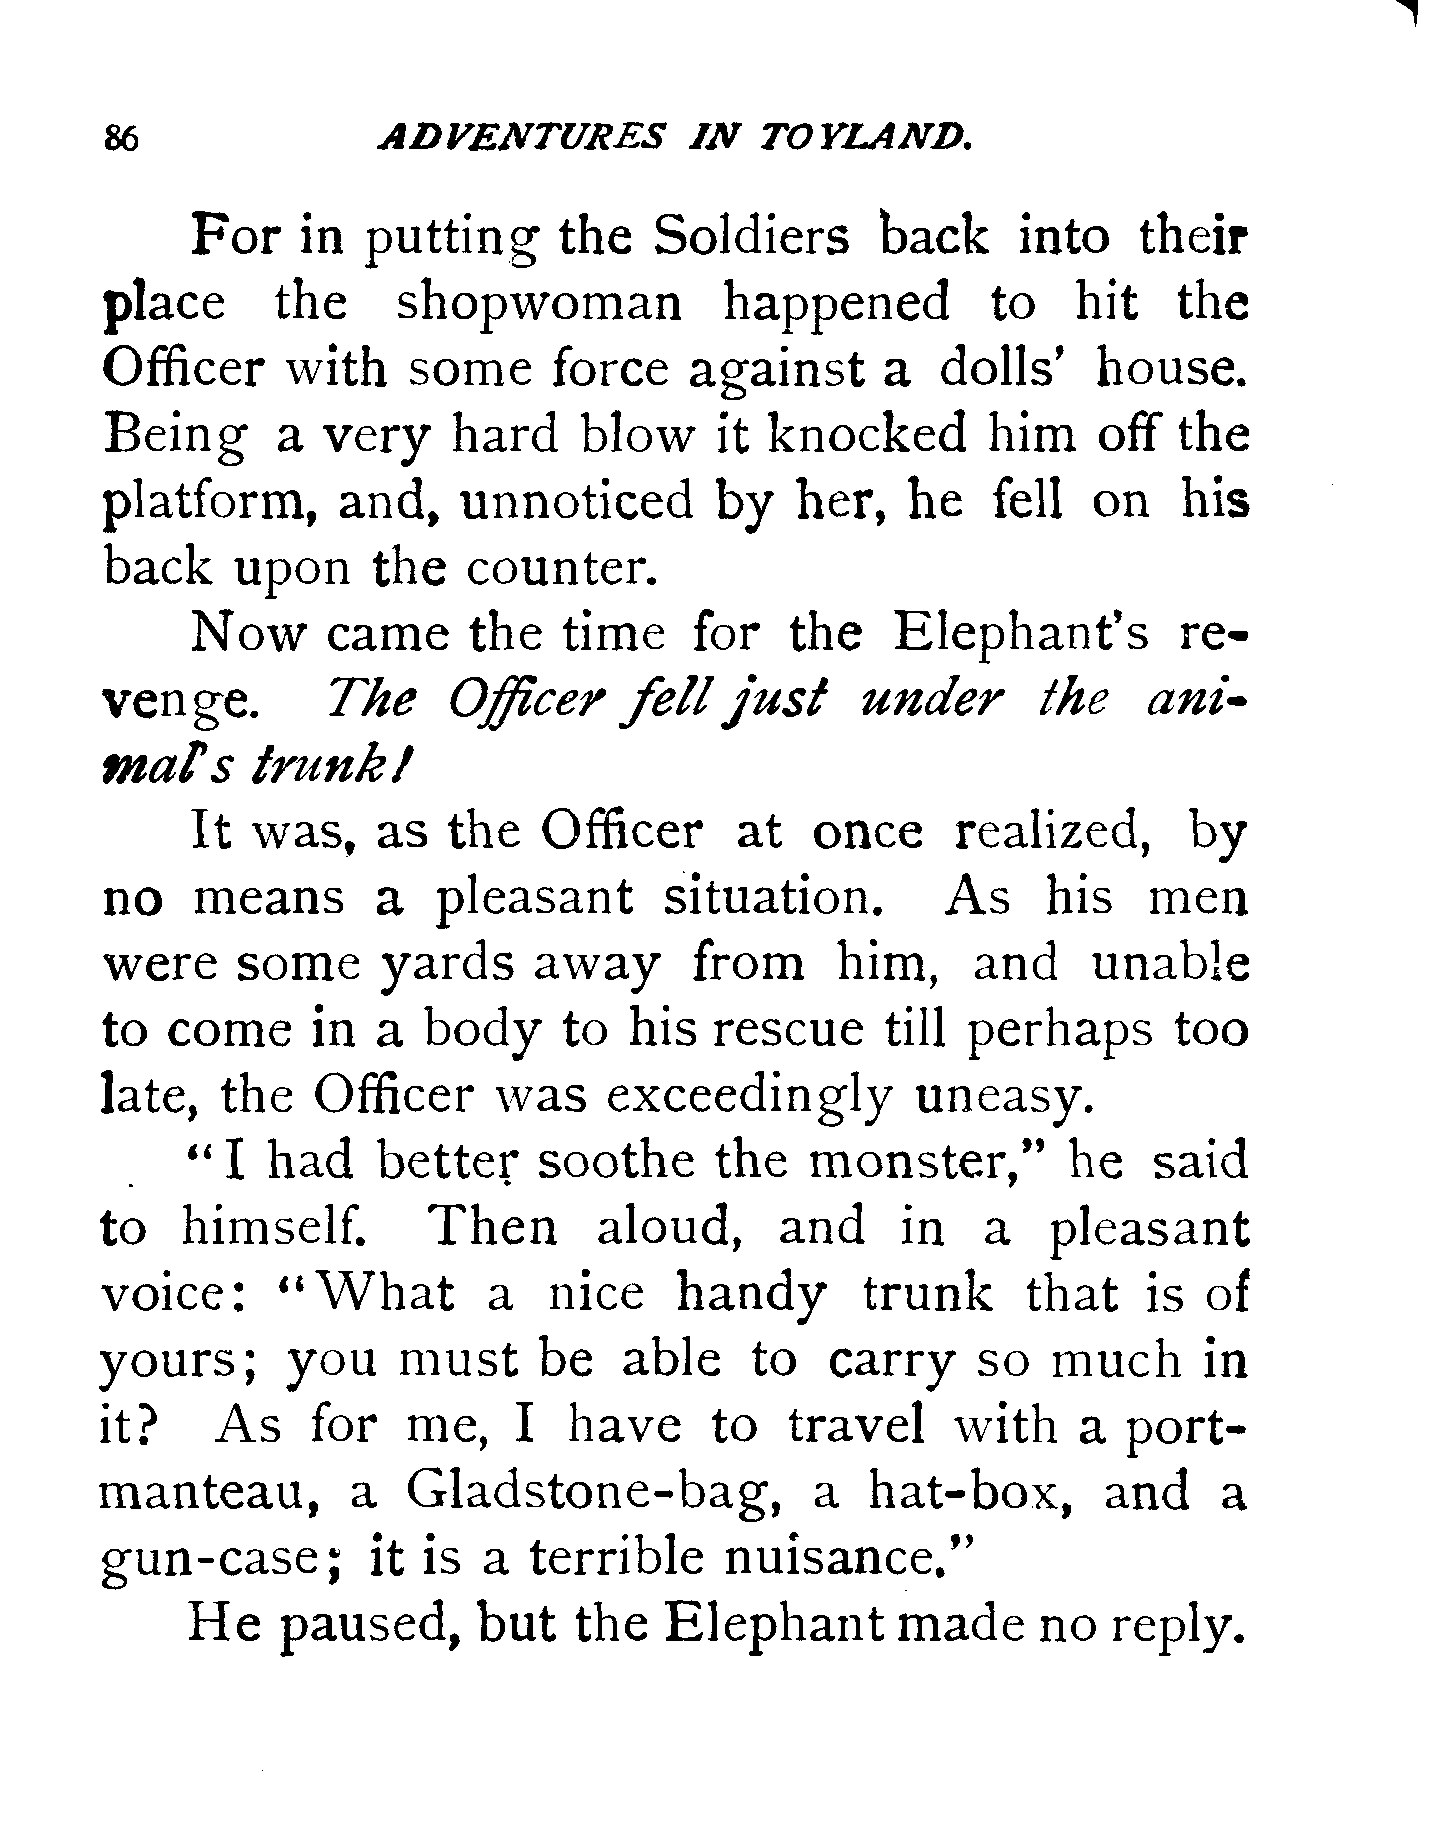 86 ADVENTURES IN TOYLAND.
For in putting the Soldiers back into their
place the shopwoman happened to hit the
Officer with some force against a dolls' house.
Being a very hard blow it knocked him off the
platform, and, unnoticed by her, he fell on his
back upon the counter.
Now came the time for the Elephant's re-
venge. The Officer fell just under the ani-
mal's trunk!
It was, as the Officer at once realized, by
no means a pleasant situation. As his men
were some yards away from him, and unable
to come in a body to his rescue till perhaps too
late, the Officer was exceedingly uneasy.
"I had better soothe the monster," he said
to himself. Then aloud, and in a pleasant
voice: "What a nice handy trunk that is of
yours; you must be able to carry so much in
it? As for me, I have to travel with a port-
manteau, a Gladstone-bag, a hat-box, and a
gun-case; it is a terrible nuisance."
He paused, but the Elephant made no reply.